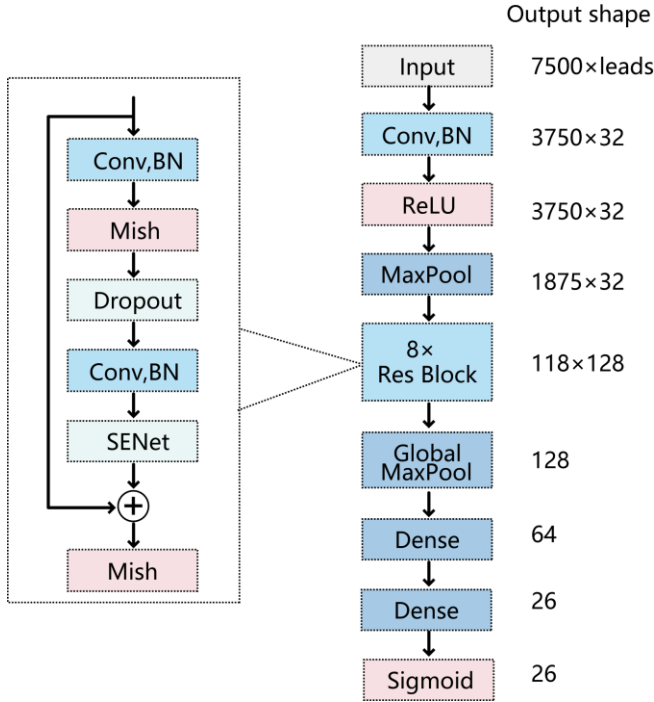 Output shape
Input
7500×leads
Conv,BN
3750×32
ReLU
3750×32
MaxPool
1875×32
8×
Res Block
118×128
Global
MaxPool
128
Dense
64
Dense
26
Sigmoid
26
Conv,BN
Mish
Dropout
Conv,BN
SENet
+
Mish